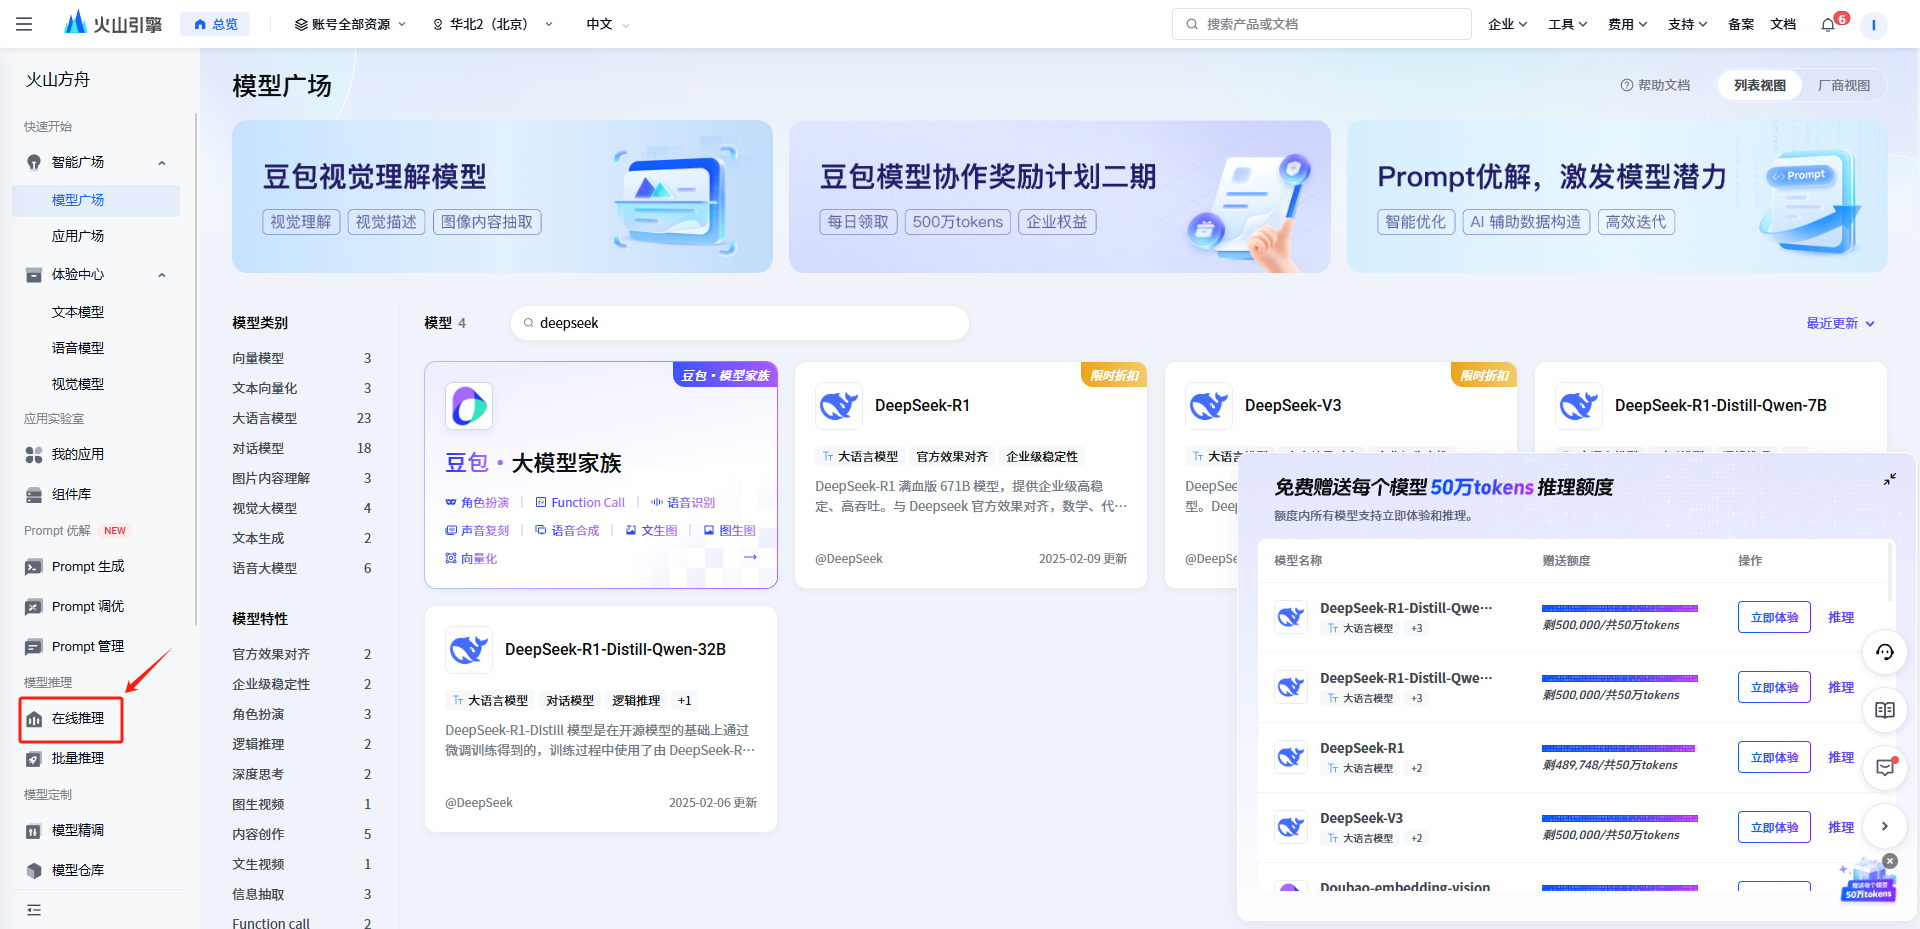 火山引擎
总览
账号全部资源
华北2（北京）
中文
搜索产品或文档
企业
工具
费用
支持
备案
文档
6
I
火山方舟
快速开始
智能广场
模型广场
应用广场
体验中心
文本模型
语音模型
视觉模型
应用实验室
我的应用
组件库
Prompt 优解 NEW
Prompt 生成
Prompt 调优
Prompt 管理
模型推理
在线推理
批量推理
模型定制
模型精调
模型仓库
模型广场
帮助文档
列表视图
厂商视图
豆包视觉理解模型
视觉理解 视觉描述 图像内容抽取
豆包模型协作奖励计划二期
每日领取 500万tokens 企业权益
Prompt优解，激发模型潜力
智能优化 AI 辅助数据构造 高效迭代
Prompt
模型类别
向量模型 3
文本向量化 3
大语言模型 23
对话模型 18
图片内容理解 3
视觉大模型 4
文本生成 2
语音大模型 6
模型特性
官方效果对齐 2
企业级稳定性 2
角色扮演 3
逻辑推理 2
深度思考 2
图生视频 1
内容创作 5
文生视频 1
信息抽取 3
Function call 2
模型 4
deepseek
最近更新
豆包・模型家族
豆包・大模型家族
角色扮演 Function Call 语音识别
声音复刻 语音合成 文生图 图生图
向量化
限时折扣
DeepSeek-R1
大语言模型 官方效果对齐 企业级稳定性
DeepSeek-R1 满血版 671B 模型，提供企业级高稳
定、高吞吐。与 Deepseek 官方效果对齐，数学、代…
@DeepSeek 2025-02-09 更新
限时折扣
DeepSeek-V3
大语言
DeepSe
型。Deep
@DeepSe
DeepSeek-R1-Distill-Qwen-7B
DeepSeek-R1-Distill-Qwen-32B
大语言模型 对话模型 逻辑推理 +1
DeepSeek-R1-Distill 模型是在开源模型的基础上通过
微调训练得到的，训练过程中使用了由 DeepSeek-R…
@DeepSeek 2025-02-06 更新
免费赠送每个模型 50万tokens 推理额度
额度内所有模型支持立即体验和推理。
模型名称 赠送额度 操作
DeepSeek-R1-Distill-Qwe…
大语言模型 +3
剩500,000/共50万tokens
立即体验 推理
DeepSeek-R1-Distill-Qwe…
大语言模型 +3
剩500,000/共50万tokens
立即体验 推理
DeepSeek-R1
大语言模型 +2
剩489,748/共50万tokens
立即体验 推理
DeepSeek-V3
大语言模型 +2
剩500,000/共50万tokens
立即体验 推理
Doubao-embedding-vision
赠送每个模型
50万tokens